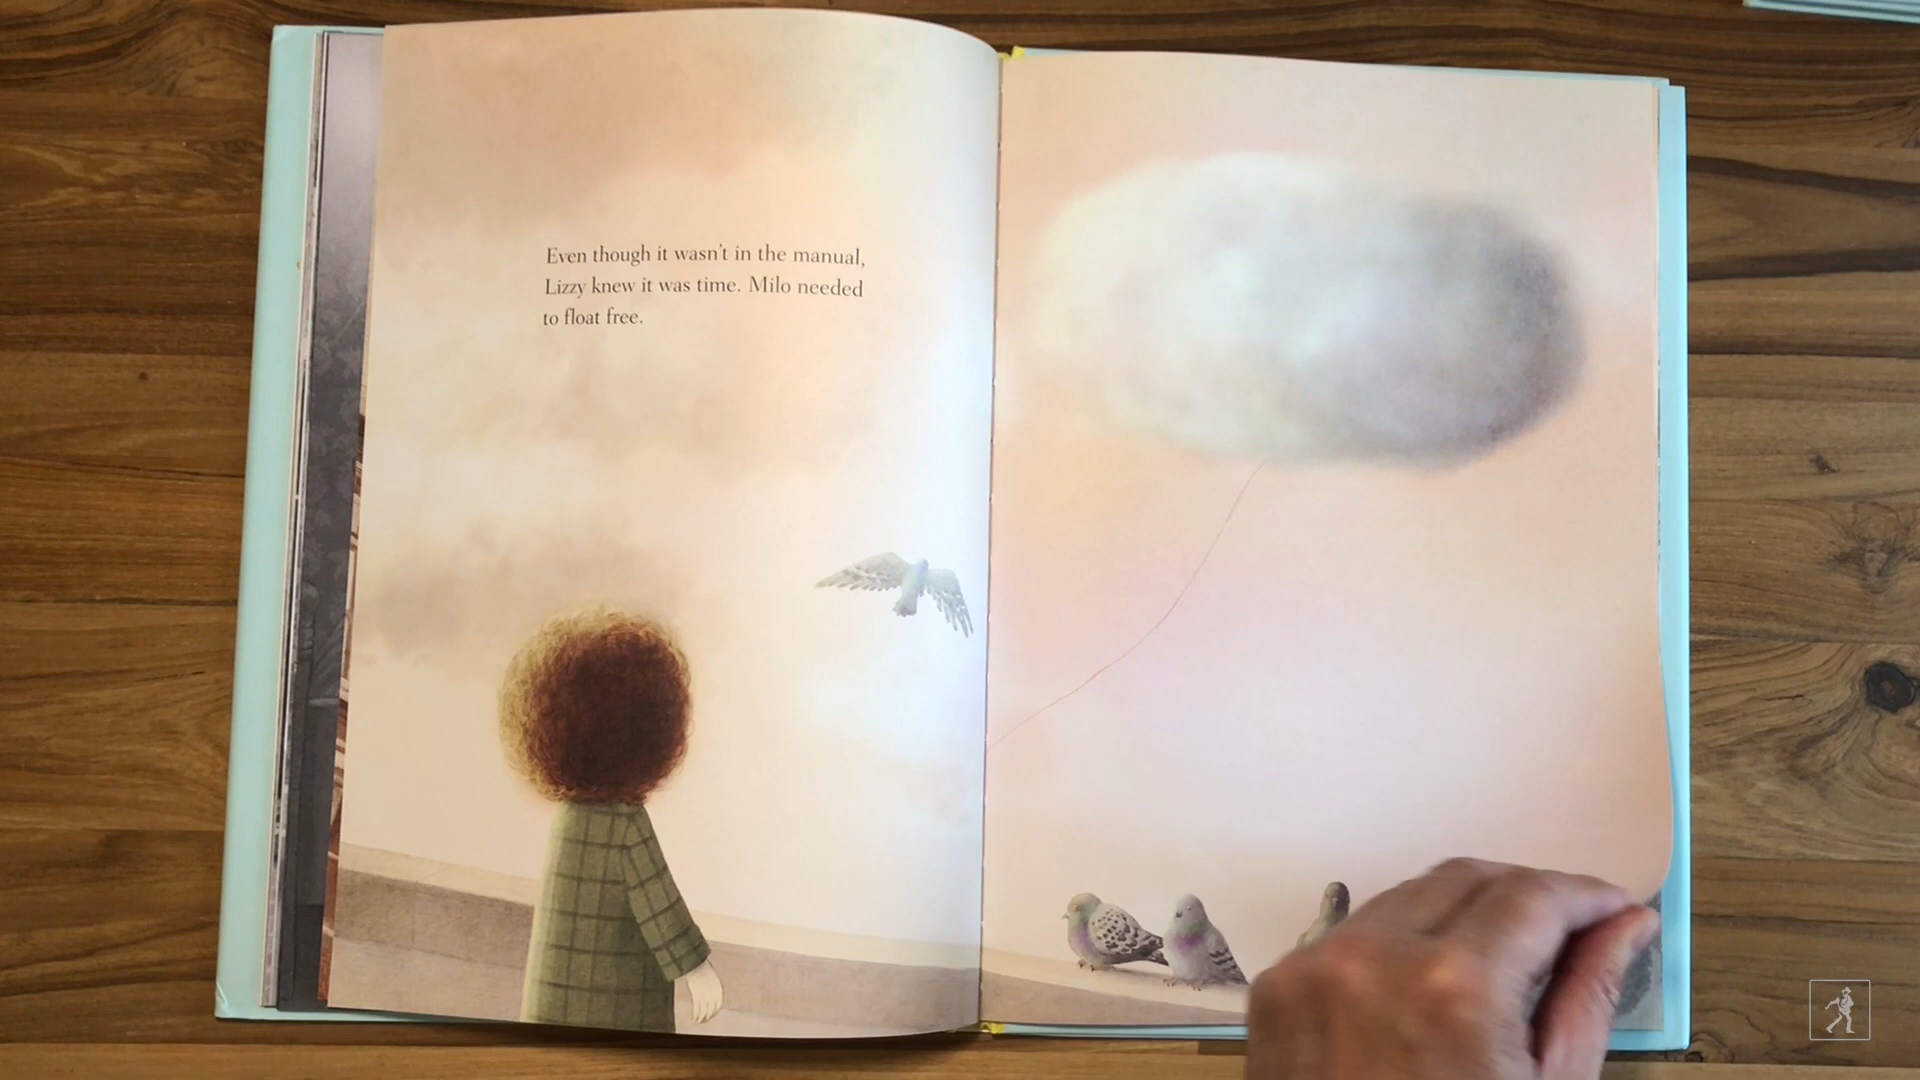 Even though it wasn't in the manual,
Lizzy knew it was time. Milo needed
to float free.